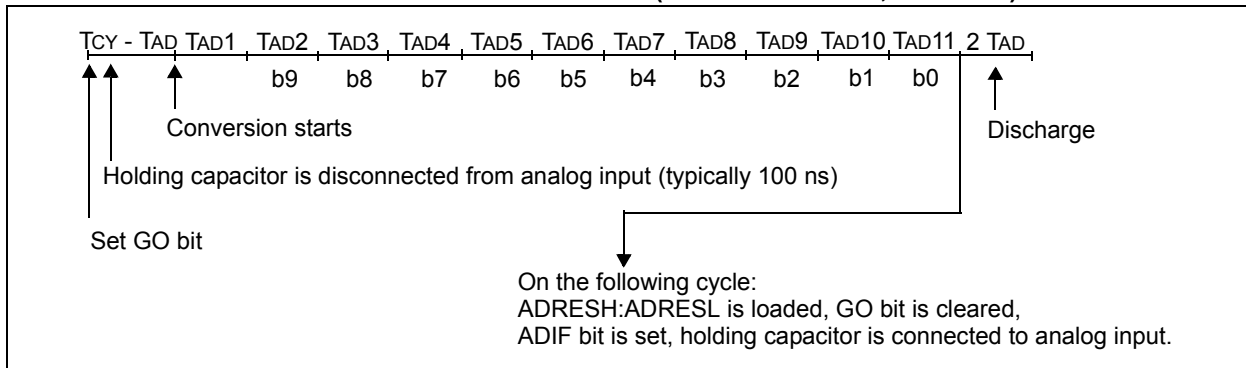 TCY - TAD TAD1 TAD2 TAD3 TAD4 TAD5 TAD6 TAD7 TAD8 TAD9 TAD10 TAD11 2 TAD
b9 b8 b7 b6 b5 b4 b3 b2 b1 b0
Conversion starts
Discharge
Holding capacitor is disconnected from analog input (typically 100 ns)
Set GO bit
On the following cycle:
ADRESH:ADRESL is loaded, GO bit is cleared,
ADIF bit is set, holding capacitor is connected to analog input.